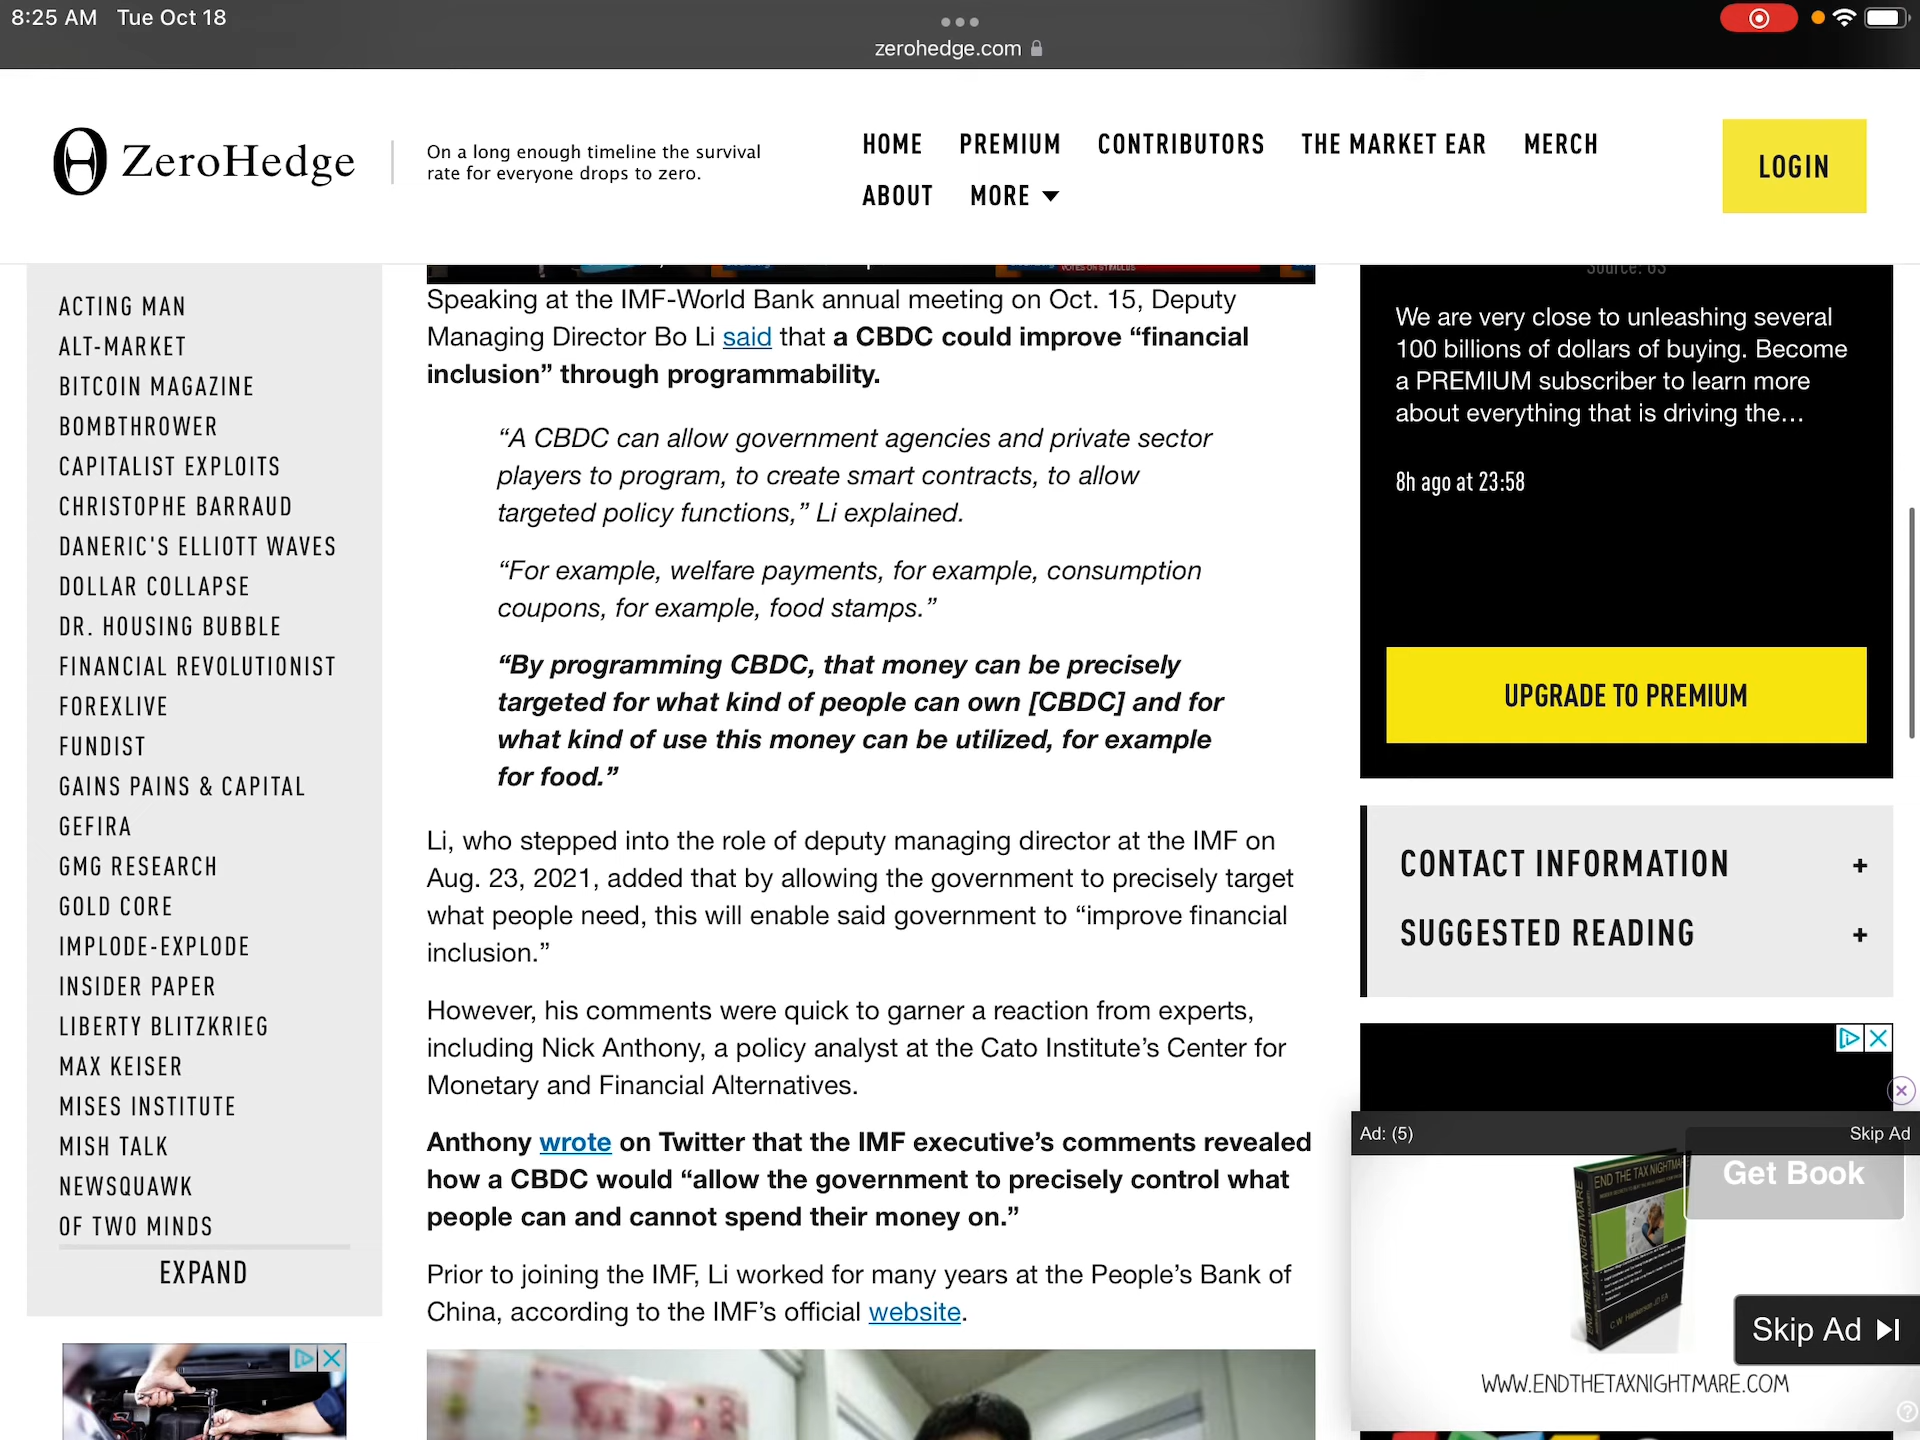 8:25 AM Tue Oct 18
zerohedge.com
ZeroHedge
On a long enough timeline the survival
rate for everyone drops to zero.
HOME PREMIUM CONTRIBUTORS THE MARKET EAR MERCH
ABOUT MORE
LOGIN
ACTING MAN
ALT-MARKET
BITCOIN MAGAZINE
BOMBTHROWER
CAPITALIST EXPLOITS
CHRISTOPHE BARRAUD
DANERIC'S ELLIOTT WAVES
DOLLAR COLLAPSE
DR. HOUSING BUBBLE
FINANCIAL REVOLUTIONIST
FOREXLIVE
FUNDIST
GAINS PAINS & CAPITAL
GEFIRA
GMG RESEARCH
GOLD CORE
IMPLODE-EXPLODE
INSIDER PAPER
LIBERTY BLITZKRIEG
MAX KEISER
MISES INSTITUTE
MISH TALK
NEWSQUAWK
OF TWO MINDS
EXPAND
VOTES ON STIMULUS
Speaking at the IMF-World Bank annual meeting on Oct. 15, Deputy
Managing Director Bo Li said that a CBDC could improve “financial
inclusion” through programmability.
“A CBDC can allow government agencies and private sector
players to program, to create smart contracts, to allow
targeted policy functions,” Li explained.
“For example, welfare payments, for example, consumption
coupons, for example, food stamps.”
“By programming CBDC, that money can be precisely
targeted for what kind of people can own [CBDC] and for
what kind of use this money can be utilized, for example
for food.”
Li, who stepped into the role of deputy managing director at the IMF on
Aug. 23, 2021, added that by allowing the government to precisely target
what people need, this will enable said government to “improve financial
inclusion.”
However, his comments were quick to garner a reaction from experts,
including Nick Anthony, a policy analyst at the Cato Institute’s Center for
Monetary and Financial Alternatives.
Anthony wrote on Twitter that the IMF executive’s comments revealed
how a CBDC would “allow the government to precisely control what
people can and cannot spend their money on.”
Prior to joining the IMF, Li worked for many years at the People’s Bank of
China, according to the IMF’s official website.
Source: GS
We are very close to unleashing several
100 billions of dollars of buying. Become
a PREMIUM subscriber to learn more
about everything that is driving the...
8h ago at 23:58
UPGRADE TO PREMIUM
CONTACT INFORMATION +
SUGGESTED READING +
Ad: (5) Skip Ad
Get Book
END THE TAX NIGHTMARE
C.W. Hankerson JD EA
Skip Ad
WWW.ENDTHETAXNIGHTMARE.COM